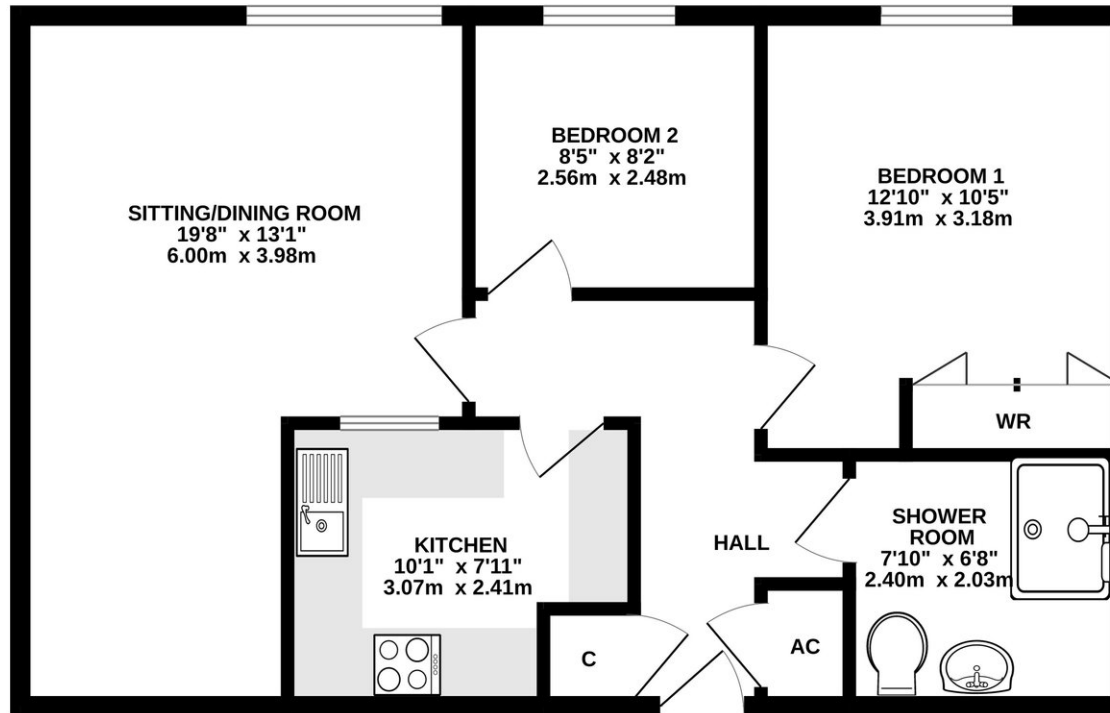 SITTING/DINING ROOM
19'8" x 13'1"
6.00m x 3.98m
BEDROOM 2
8'5" x 8'2"
2.56m x 2.48m
BEDROOM 1
12'10" x 10'5"
3.91m x 3.18m
WR
KITCHEN
10'1" x 7'11"
3.07m x 2.41m
HALL
SHOWER
ROOM
7'10" x 6'8"
2.40m x 2.03m
C
AC